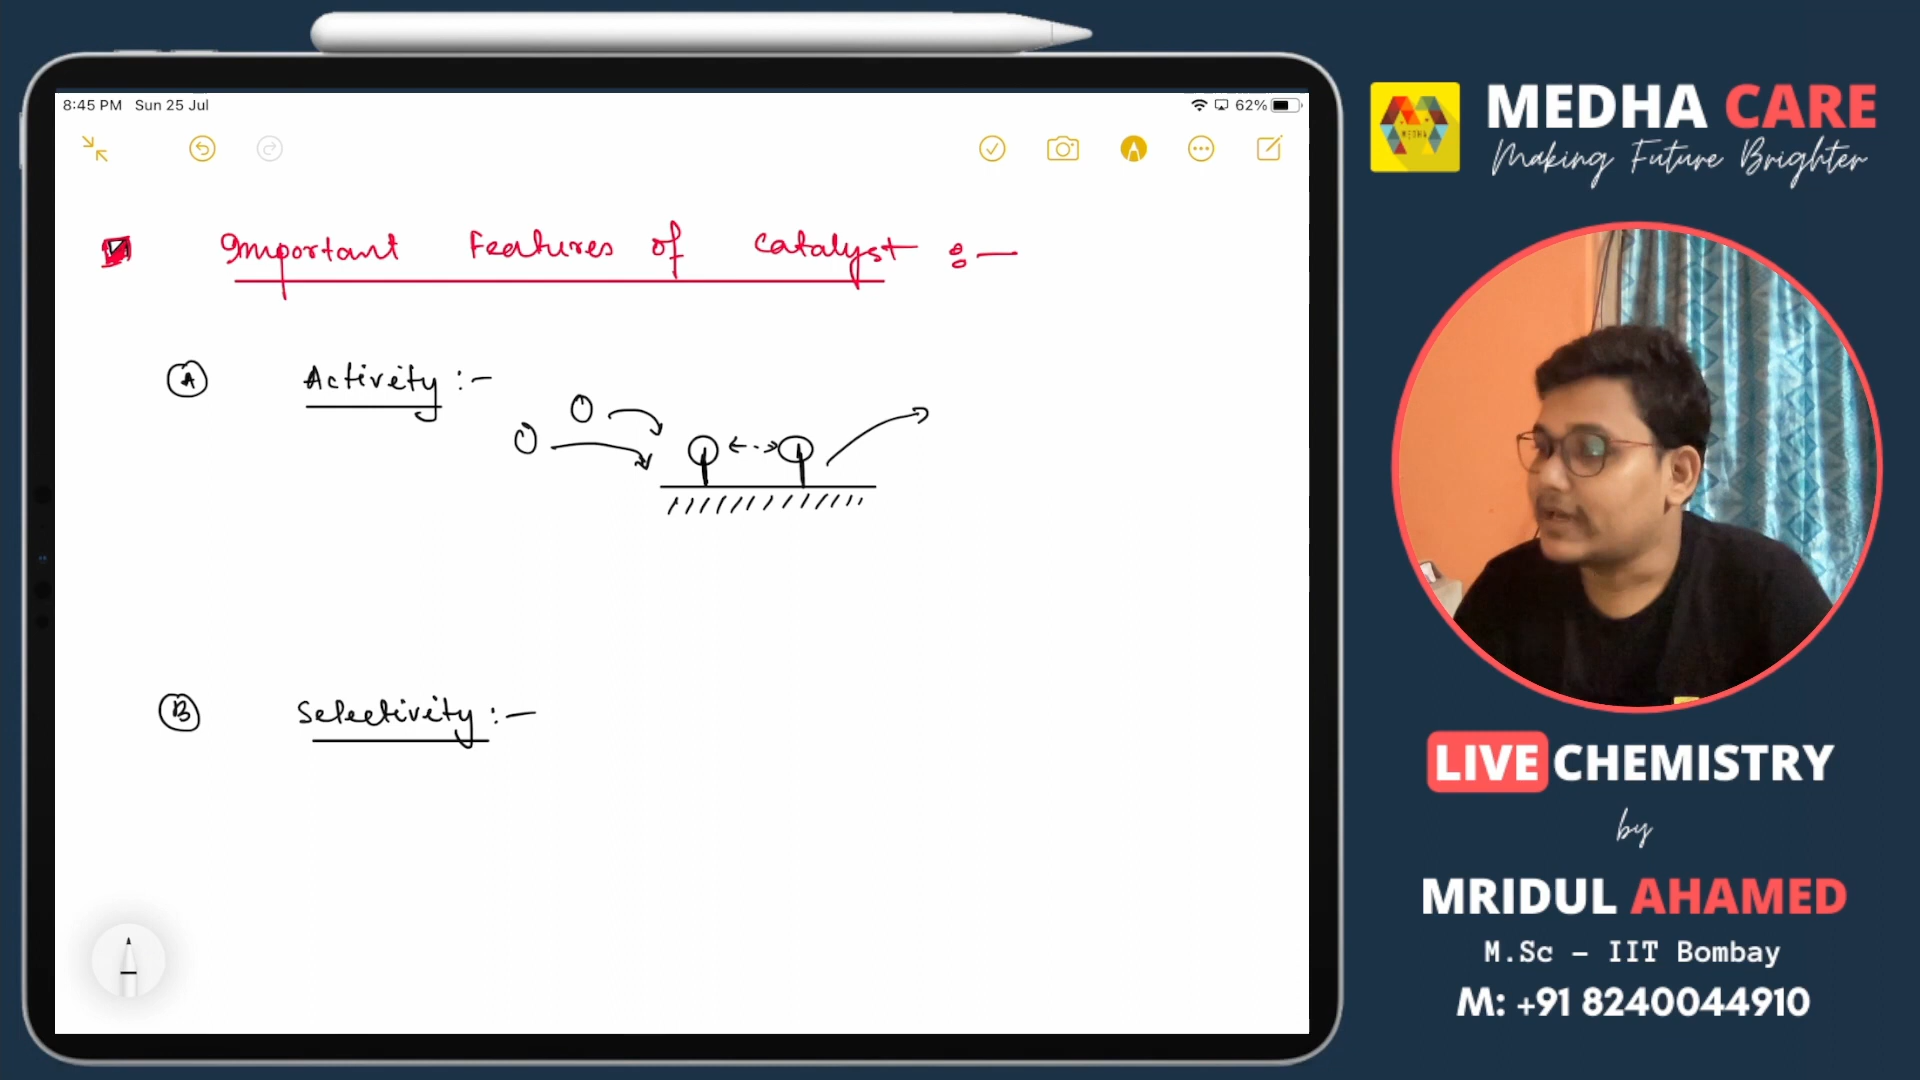 8:45 PM Sun 25 Jul
62%
Important Features of catalyst :-
A Activity :-
B Selectivity :-
MEDHA CARE
Making Future Brighter
MEDHA
LIVE CHEMISTRY
by
MRIDUL AHAMED
M.Sc - IIT Bombay
M: +91 8240044910